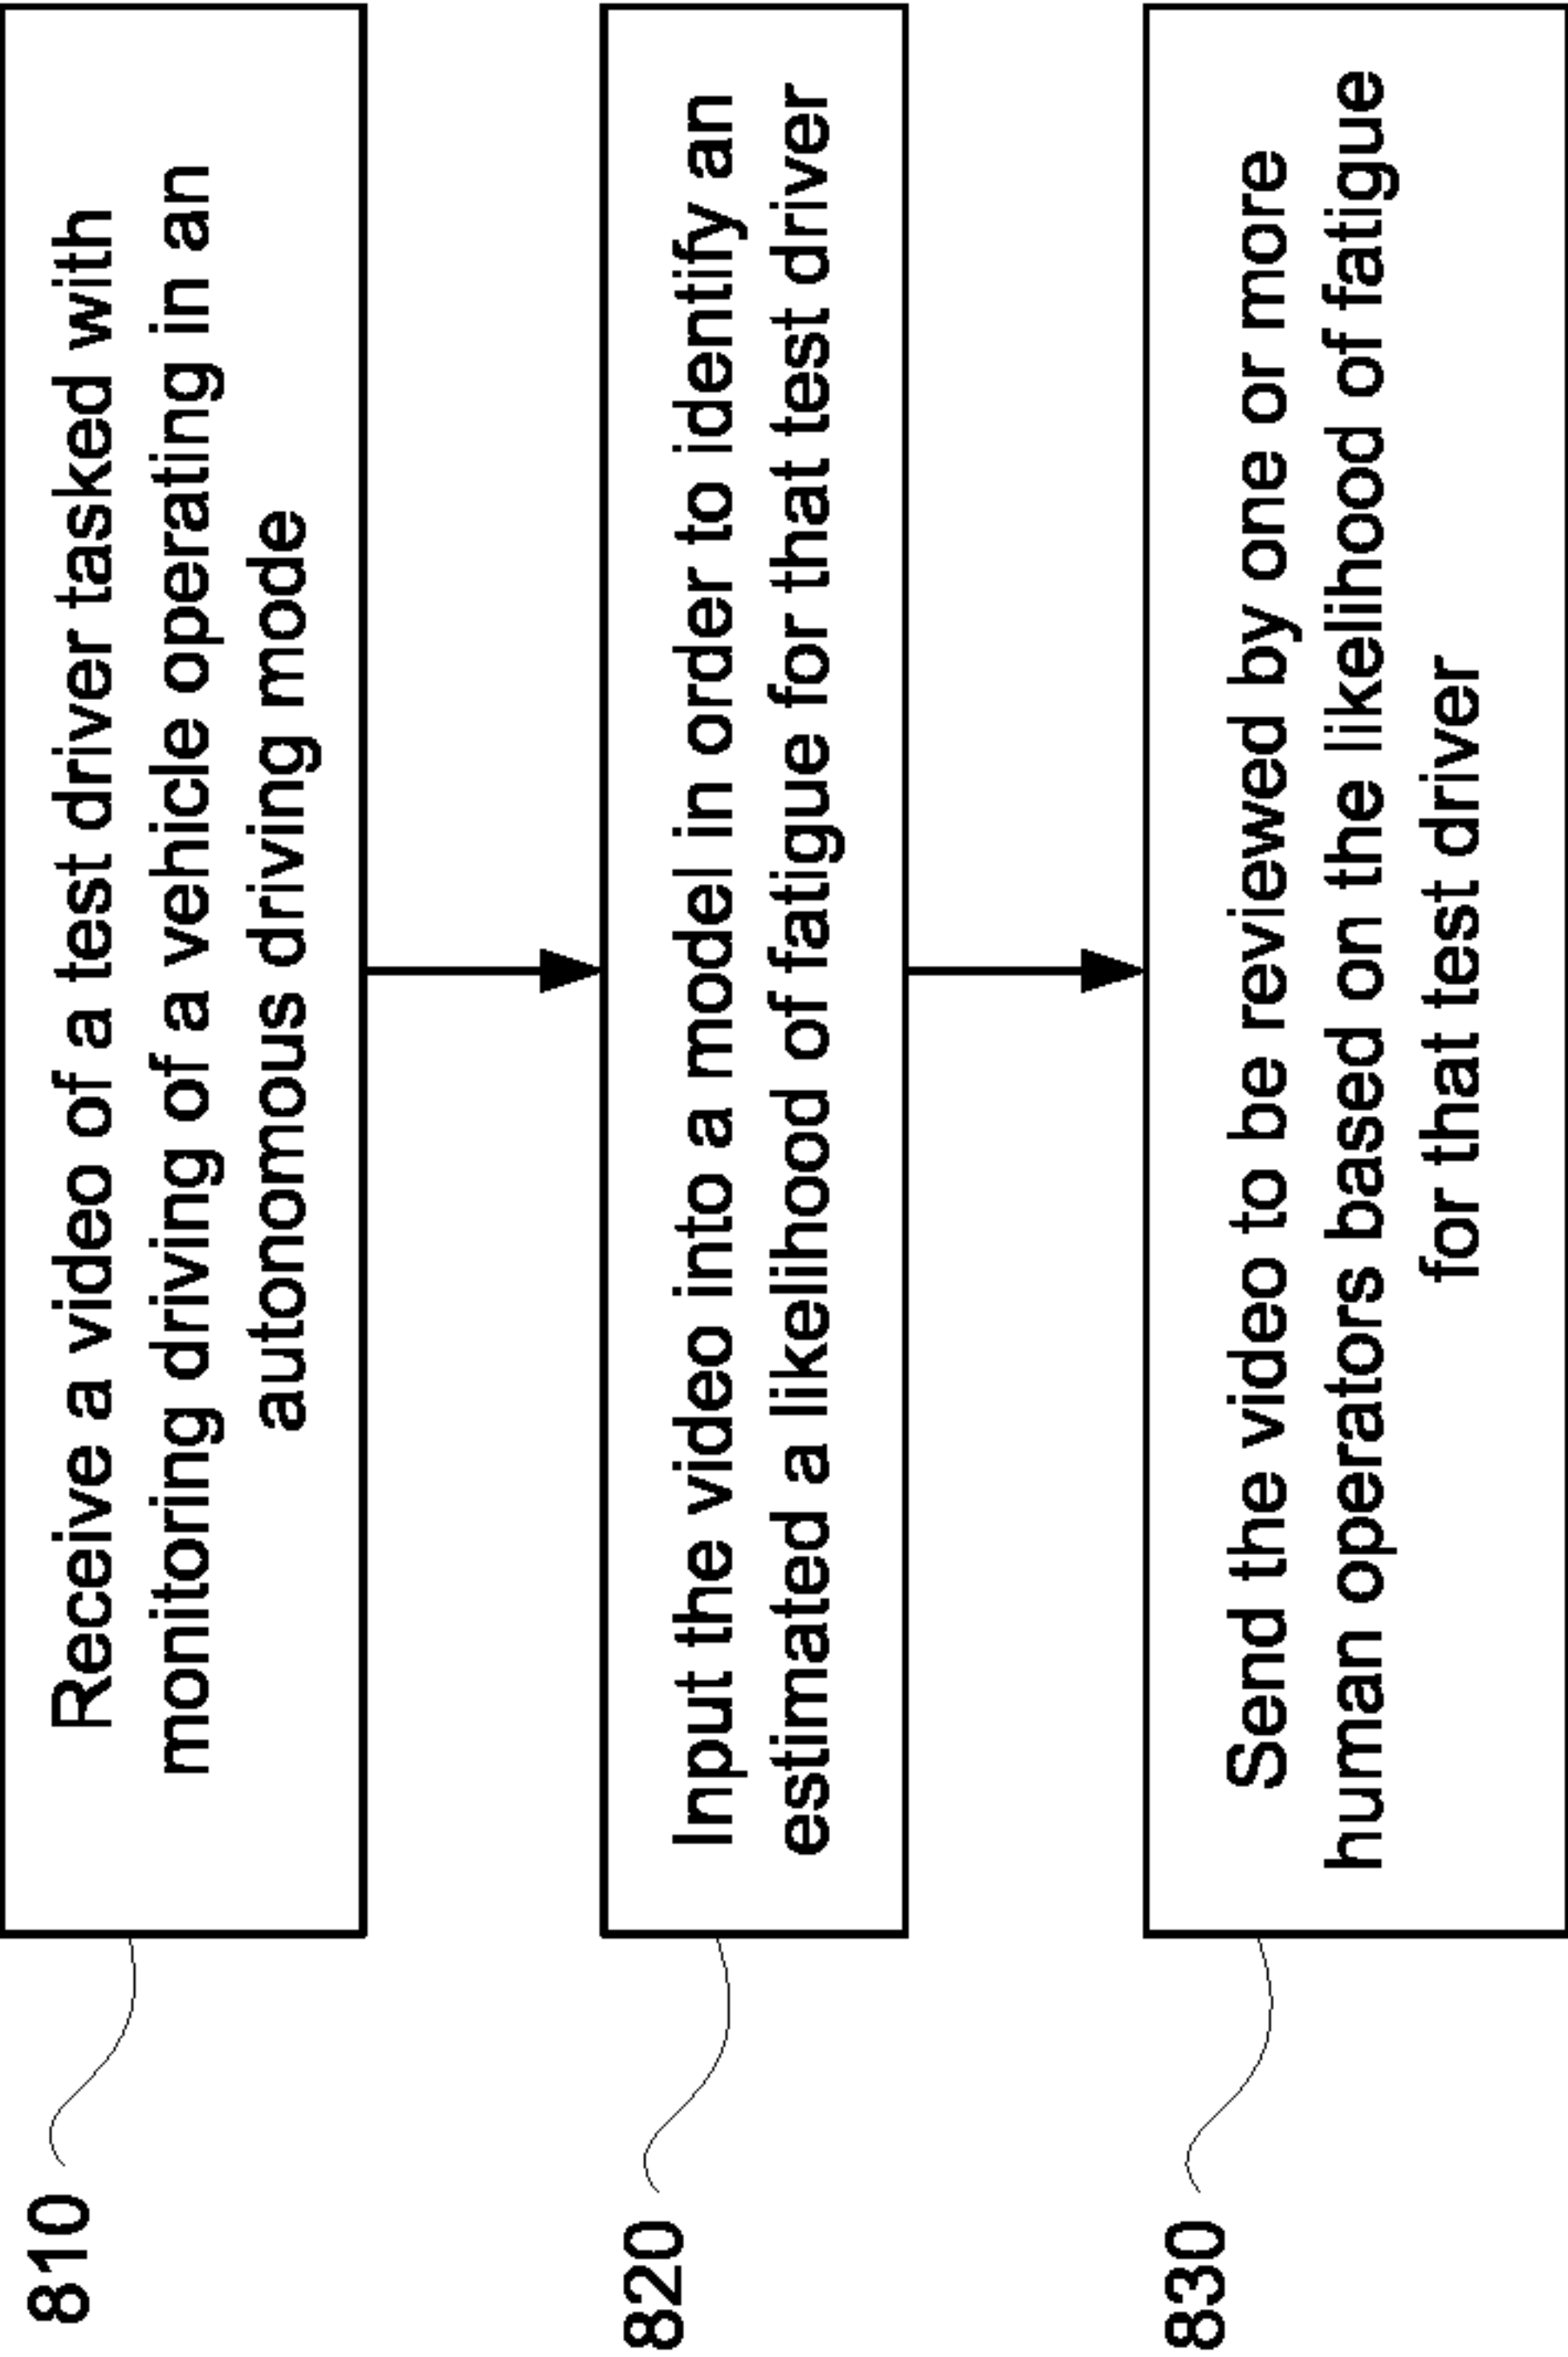 810
Receive a video of a test driver tasked with
monitoring driving of a vehicle operating in an
autonomous driving mode
820
Input the video into a model in order to identify an
estimated a likelihood of fatigue for that test driver
830
Send the video to be reviewed by one or more
human operators based on the likelihood of fatigue
for that test driver